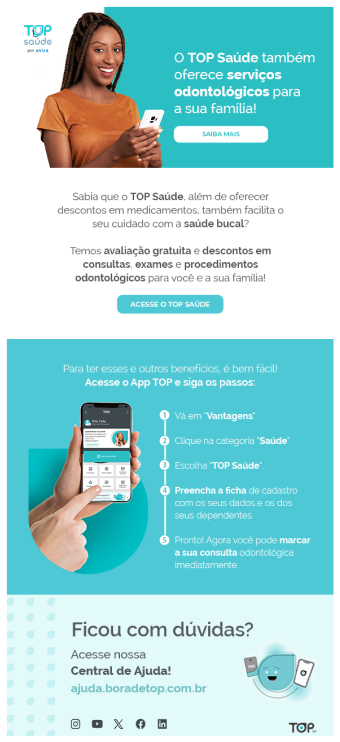 TOP
saúde
por AVUS
O TOP Saúde também
oferece serviços
odontológicos para
a sua família!
SAIBA MAIS
Sabia que o TOP Saúde, além de oferecer
descontos em medicamentos, também facilita o
seu cuidado com a saúde bucal?
Temos avaliação gratuita e descontos em
consultas, exames e procedimentos
odontológicos para você e a sua família!
ACESSE O TOP SAÚDE
Para ter esses e outros benefícios, é bem fácil!
Acesse o App TOP e siga os passos:
1 Vá em "Vantagens".
2 Clique na categoria "Saúde"
3 Escolha "TOP Saúde"
4 Preencha a ficha de cadastro
com os seus dados e os dos
seus dependentes.
5 Pronto! Agora você pode marcar
a sua consulta odontológica
imediatamente.
Ficou com dúvidas?
Acesse nossa
Central de Ajuda!
ajuda.boradetop.com.br
TOP